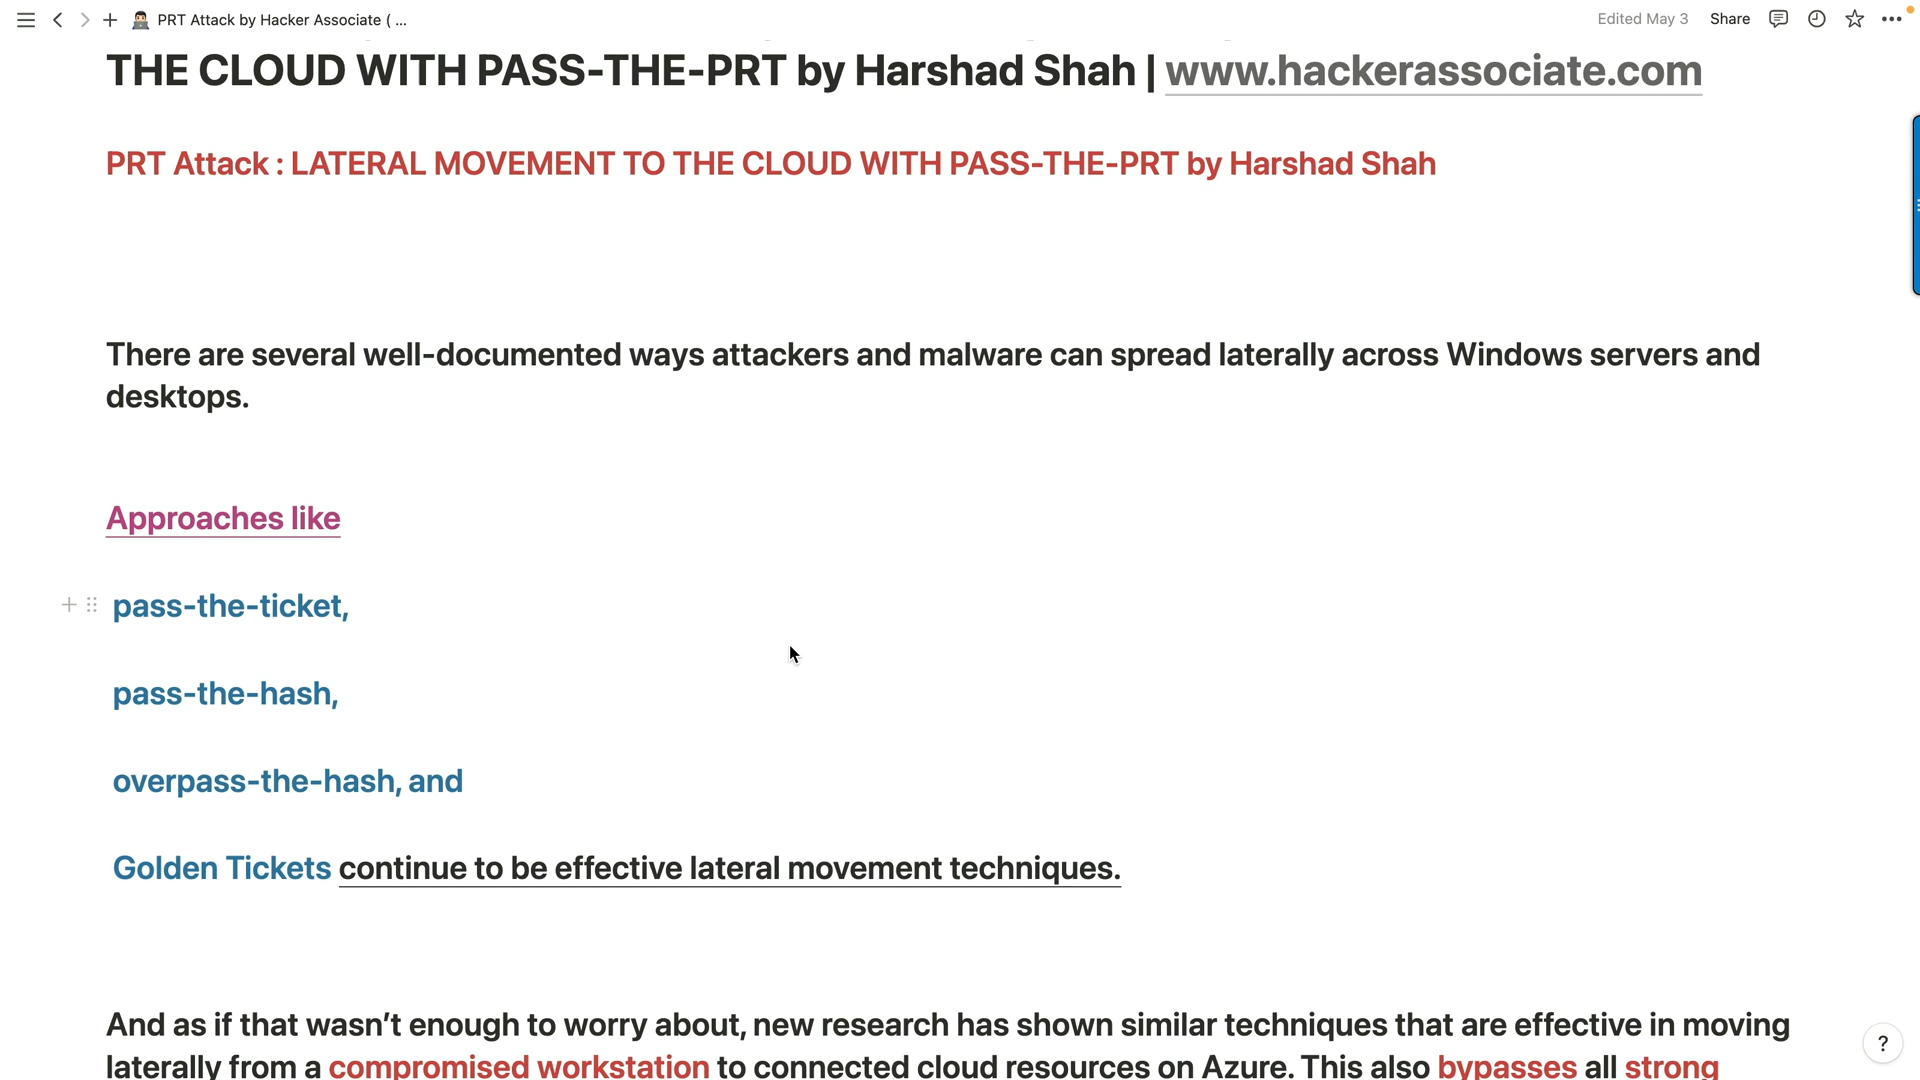 PRT Attack by Hacker Associate ( ...
Edited May 3
Share
THE CLOUD WITH PASS-THE-PRT by Harshad Shah | www.hackerassociate.com
PRT Attack : LATERAL MOVEMENT TO THE CLOUD WITH PASS-THE-PRT by Harshad Shah
There are several well-documented ways attackers and malware can spread laterally across Windows servers and
desktops.
Approaches like
pass-the-ticket,
pass-the-hash,
overpass-the-hash, and
Golden Tickets continue to be effective lateral movement techniques.
And as if that wasn’t enough to worry about, new research has shown similar techniques that are effective in moving
laterally from a compromised workstation to connected cloud resources on Azure. This also bypasses all strong
?